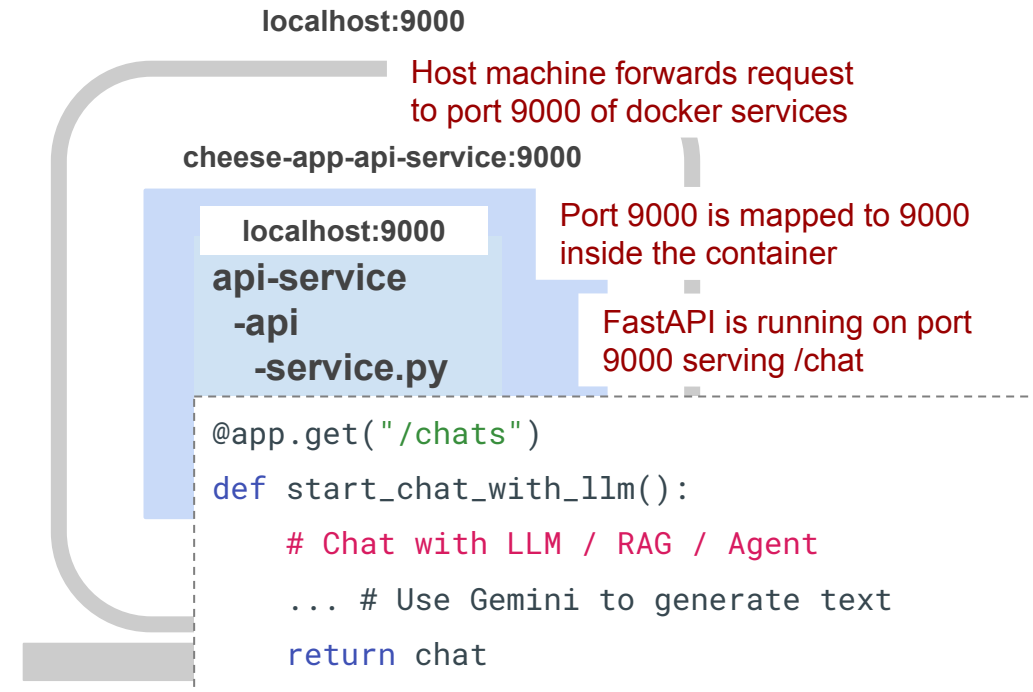 localhost:9000
Host machine forwards request
to port 9000 of docker services
cheese-app-api-service:9000
Port 9000 is mapped to 9000
inside the container
localhost:9000
api-service
-api
-service.py
FastAPI is running on port
9000 serving /chat
@app.get("/chats")
def start_chat_with_llm():
    # Chat with LLM / RAG / Agent
    ... # Use Gemini to generate text
    return chat